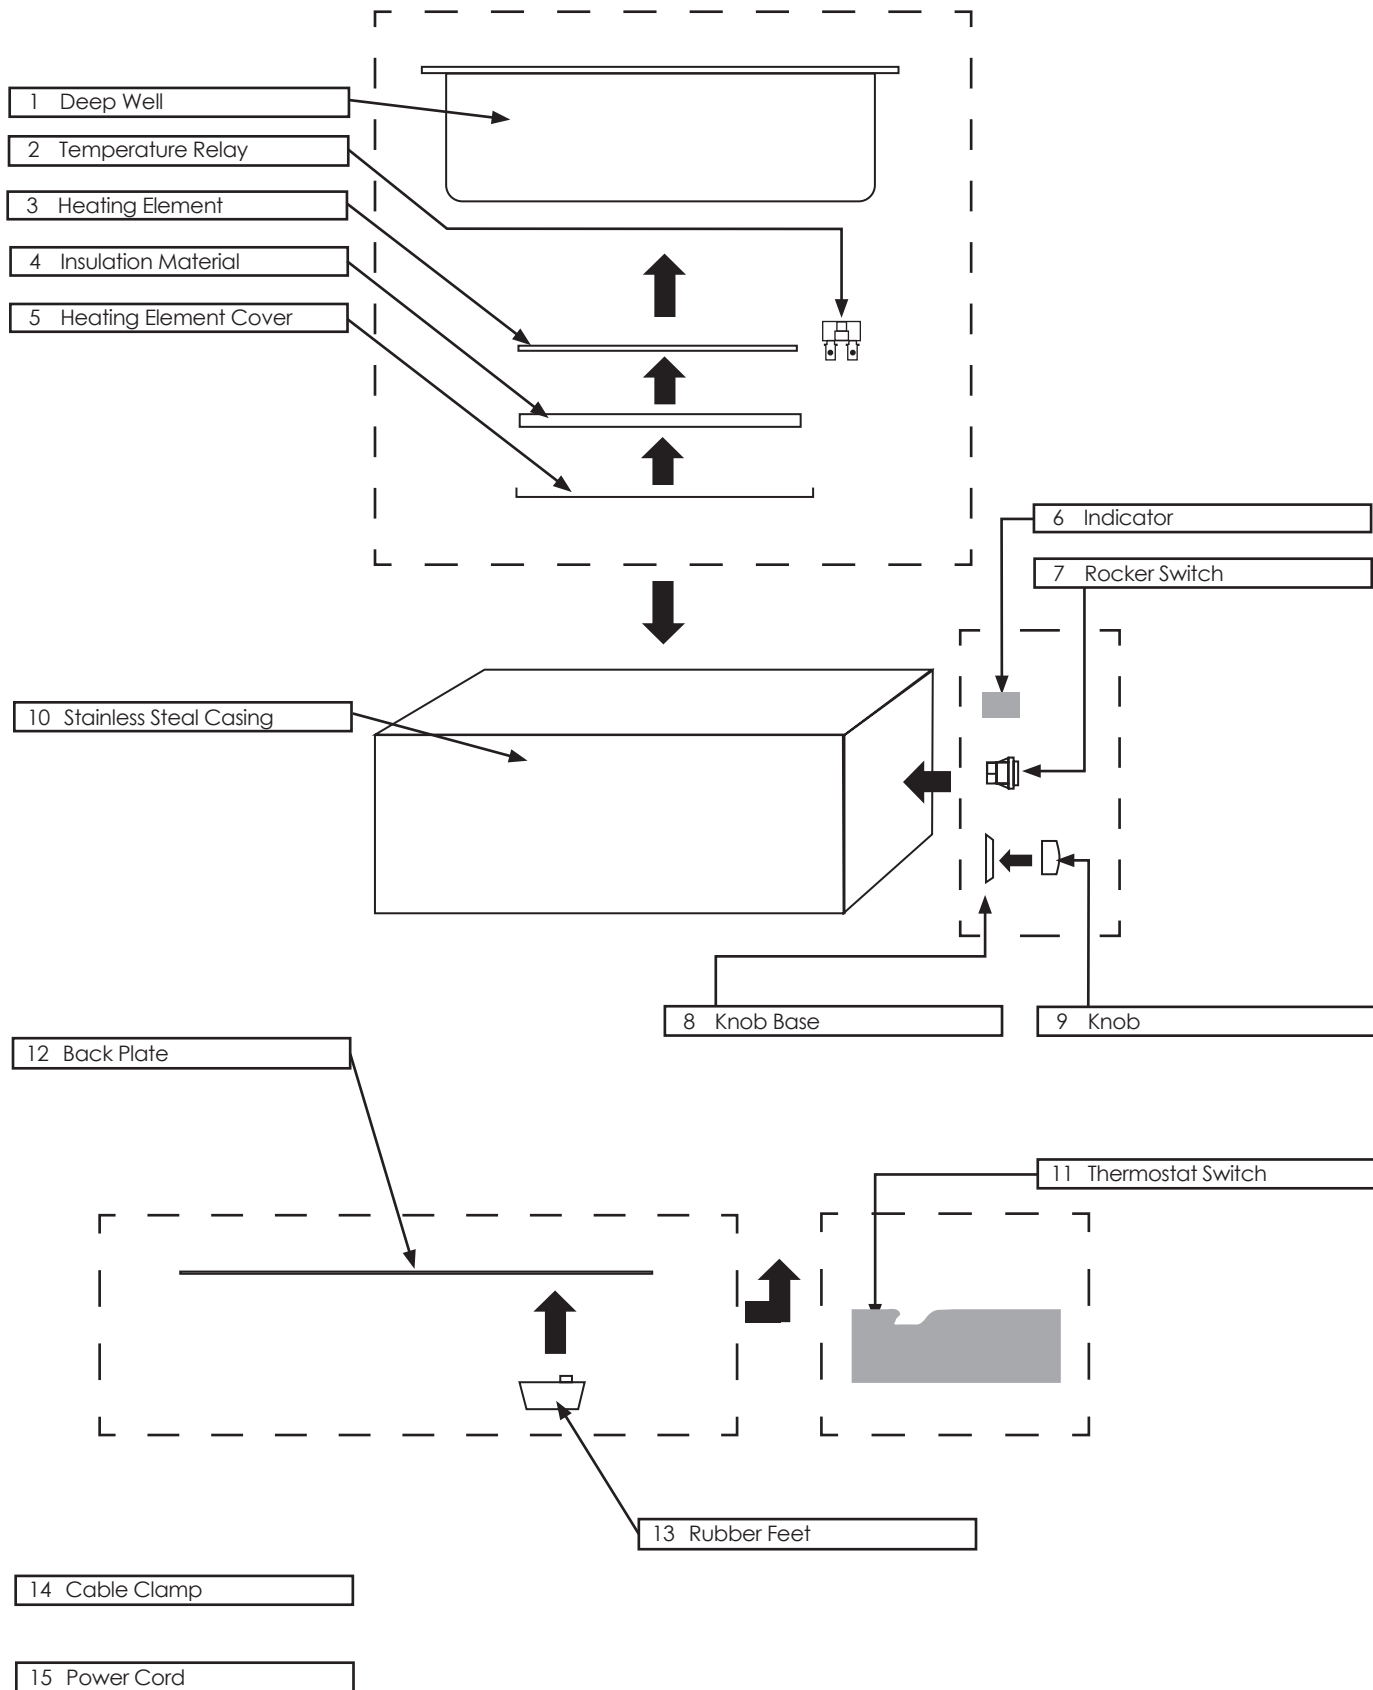 1 Deep Well
2 Temperature Relay
3 Heating Element
4 Insulation Material
5 Heating Element Cover
6 Indicator
7 Rocker Switch
10 Stainless Steal Casing
8 Knob Base
9 Knob
12 Back Plate
11 Thermostat Switch
13 Rubber Feet
14 Cable Clamp
15 Power Cord